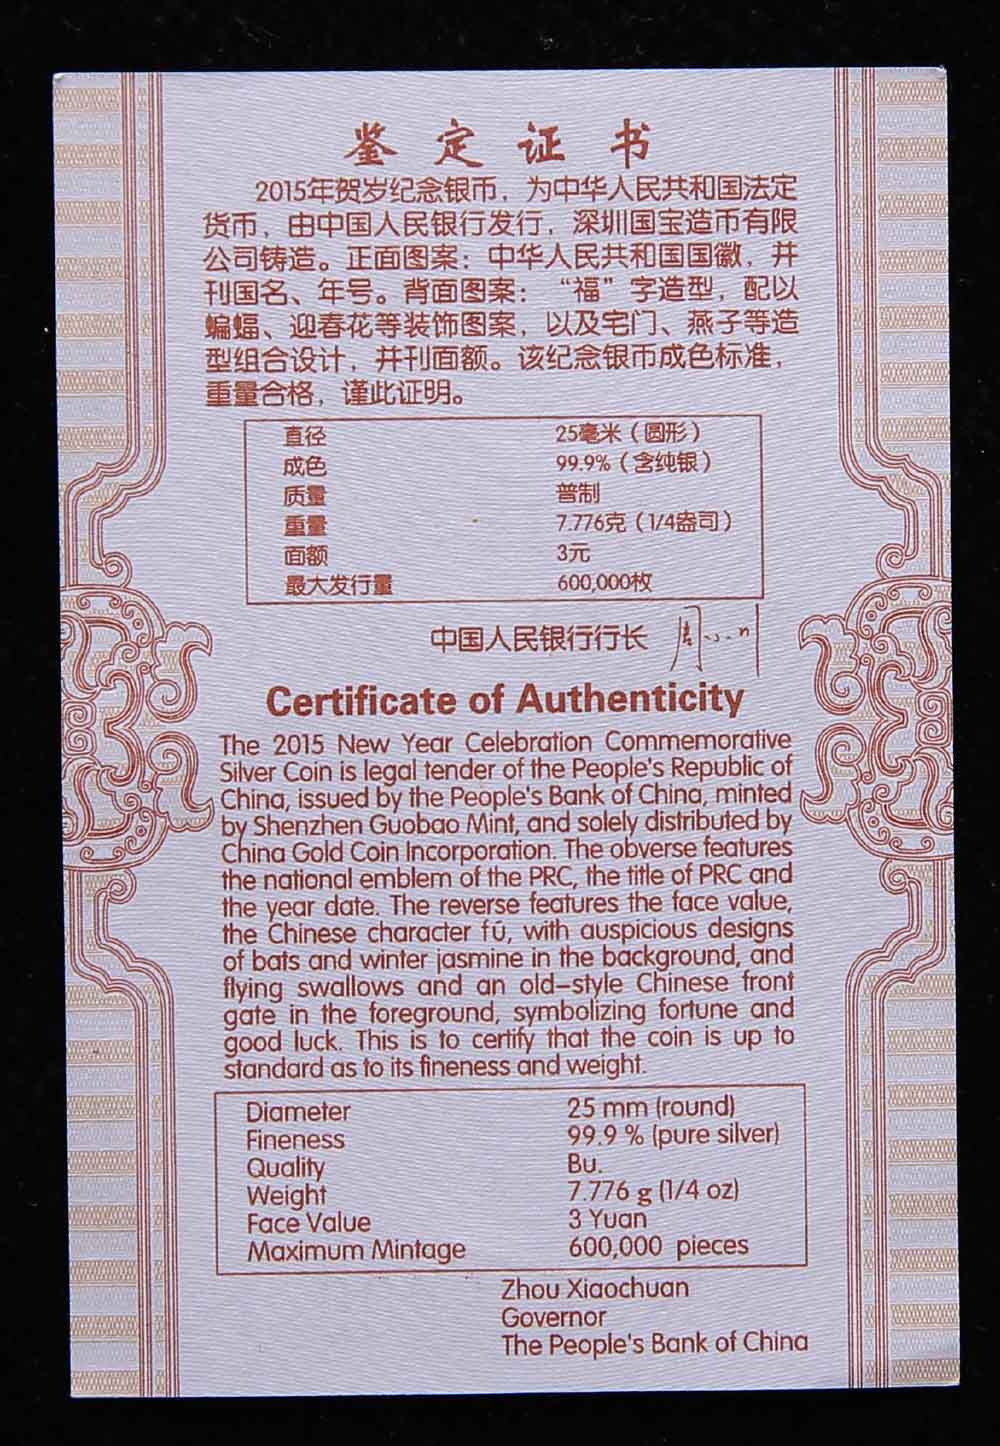 鉴定证书
2015年贺岁纪念银币，为中华人民共和国法定
货币，由中国人民银行发行，深圳国宝造币有限
公司铸造。正面图案：中华人民共和国国徽，并
刊国名、年号。背面图案：“福”字造型，配以
蝙蝠、迎春花等装饰图案，以及宅门、燕子等造
型组合设计，并刊面额。该纪念银币成色标准，
重量合格，谨此证明。
直径 25毫米（圆形）
成色 99.9%（含纯银）
质量 普制
重量 7.776克（1/4盎司）
面额 3元
最大发行量 600,000枚
中国人民银行行长 周小川
Certificate of Authenticity
The 2015 New Year Celebration Commemorative
Silver Coin is legal tender of the People's Republic of
China, issued by the People's Bank of China, minted
by Shenzhen Guobao Mint, and solely distributed by
China Gold Coin Incorporation. The obverse features
the national emblem of the PRC, the title of PRC and
the year date. The reverse features the face value,
the Chinese character fú, with auspicious designs
of bats and winter jasmine in the background, and
flying swallows and an old-style Chinese front
gate in the foreground, symbolizing fortune and
good luck. This is to certify that the coin is up to
standard as to its fineness and weight.
Diameter 25 mm (round)
Fineness 99.9 % (pure silver)
Quality Bu.
Weight 7.776 g (1/4 oz)
Face Value 3 Yuan
Maximum Mintage 600,000 pieces
Zhou Xiaochuan
Governor
The People's Bank of China